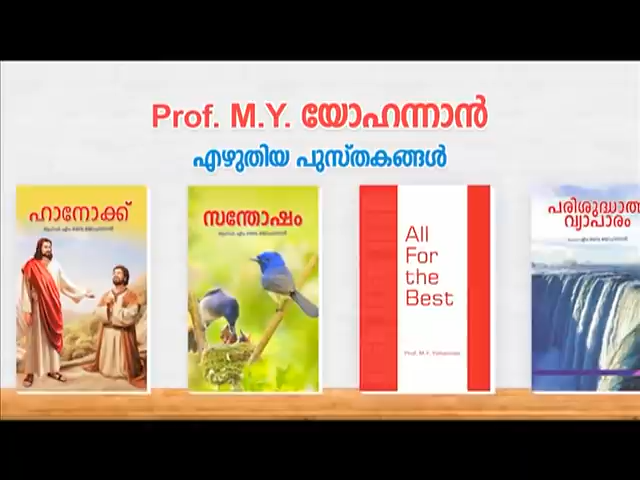 Prof. M.Y. യോഹന്നാൻ
എഴുതിയ പുസ്തകങ്ങൾ
ഹാനോക്ക്
സന്തോഷം
All
For
the
Best
Prof. M.Y. Yohannan
പരിശുദ്ധാത്മ
വ്യാപാരം